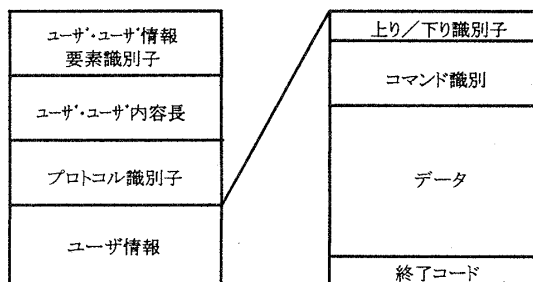 ユーザ・ユーザ情報
要素識別子
ユーザ・ユーザ内容長
プロトコル識別子
ユーザ情報
上り／下り識別子
コマンド識別
データ
終了コード